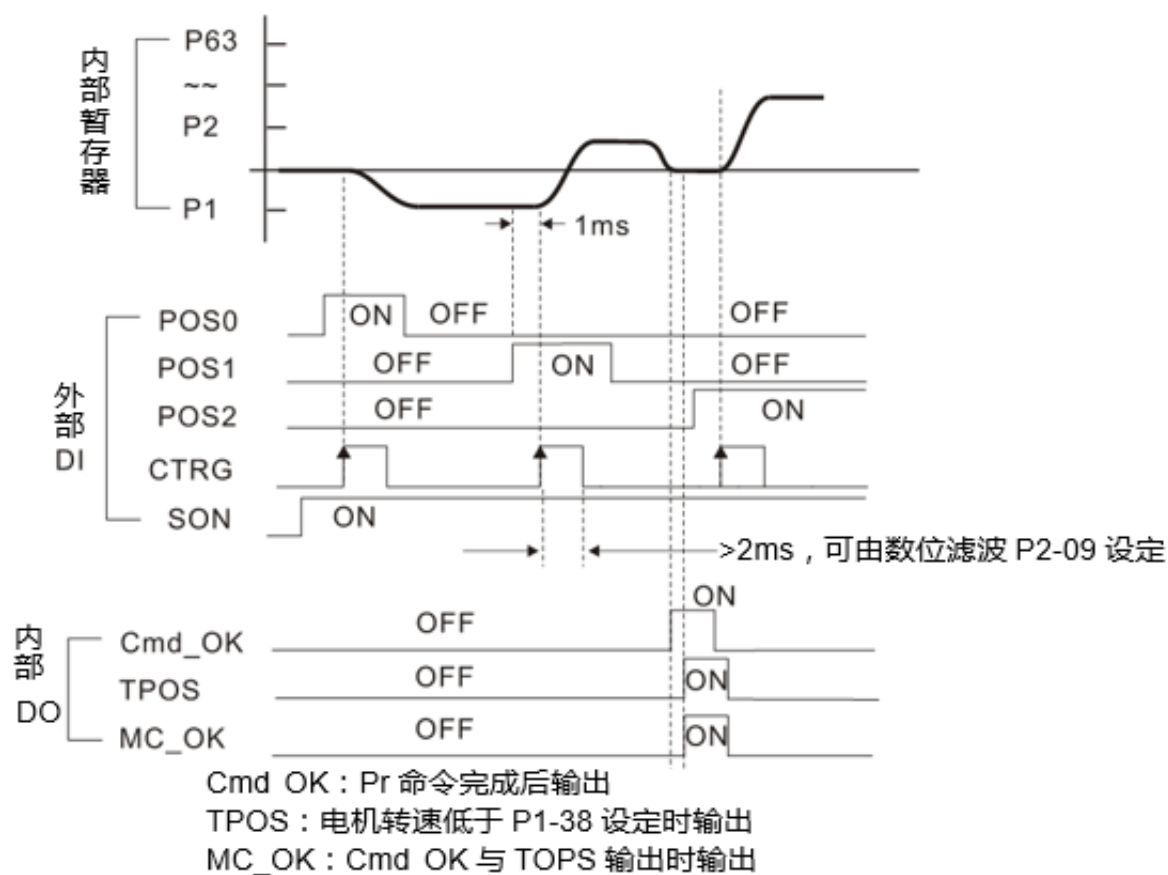 内部暂存器
P63
~~
P2
P1
1ms
外部 DI
POS0
ON
OFF
OFF
POS1
OFF
ON
OFF
POS2
OFF
ON
CTRG
SON
ON
>2ms，可由数位滤波 P2-09 设定
内部 DO
Cmd_OK
OFF
ON
TPOS
OFF
ON
MC_OK
OFF
ON
Cmd OK：Pr 命令完成后输出
TPOS：电机转速低于 P1-38 设定时输出
MC_OK：Cmd OK 与 TOPS 输出时输出